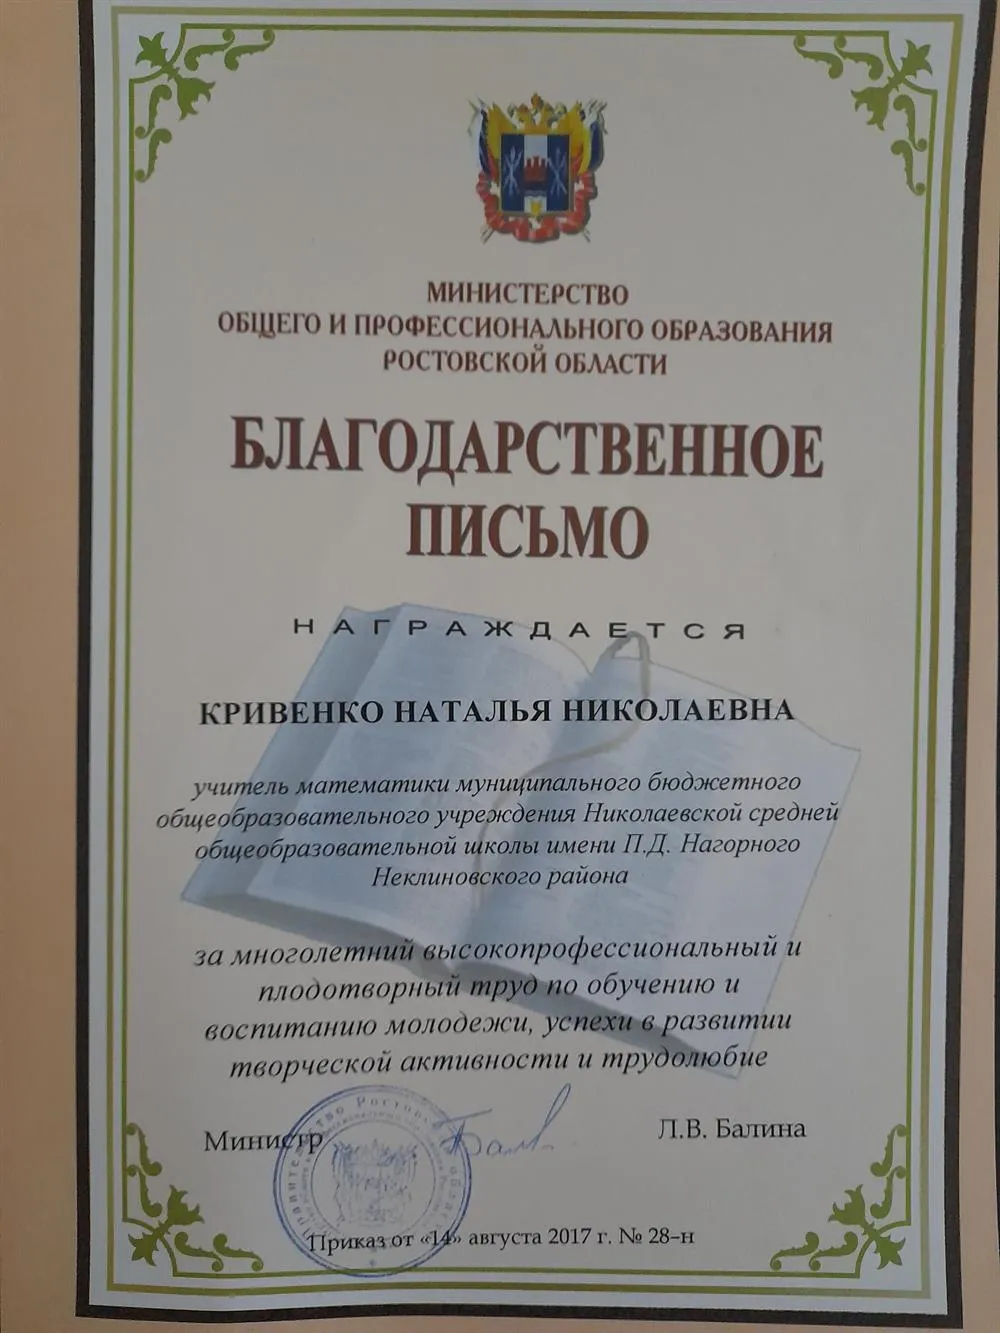 МИНИСТЕРСТВО
ОБЩЕГО И ПРОФЕССИОНАЛЬНОГО ОБРАЗОВАНИЯ
РОСТОВСКОЙ ОБЛАСТИ
БЛАГОДАРСТВЕННОЕ
ПИСЬМО
НАГРАЖДАЕТСЯ
КРИВЕНКО НАТАЛЬЯ НИКОЛАЕВНА
учитель математики муниципального бюджетного
общеобразовательного учреждения Николаевской средней
общеобразовательной школы имени П.Д. Нагорного
Неклиновского района
за многолетний высокопрофессиональный и
плодотворный труд по обучению и
воспитанию молодежи, успехи в развитии
творческой активности и трудолюбие
Министр Л.В. Балина
Приказ от «14» августа 2017 г. № 28-н